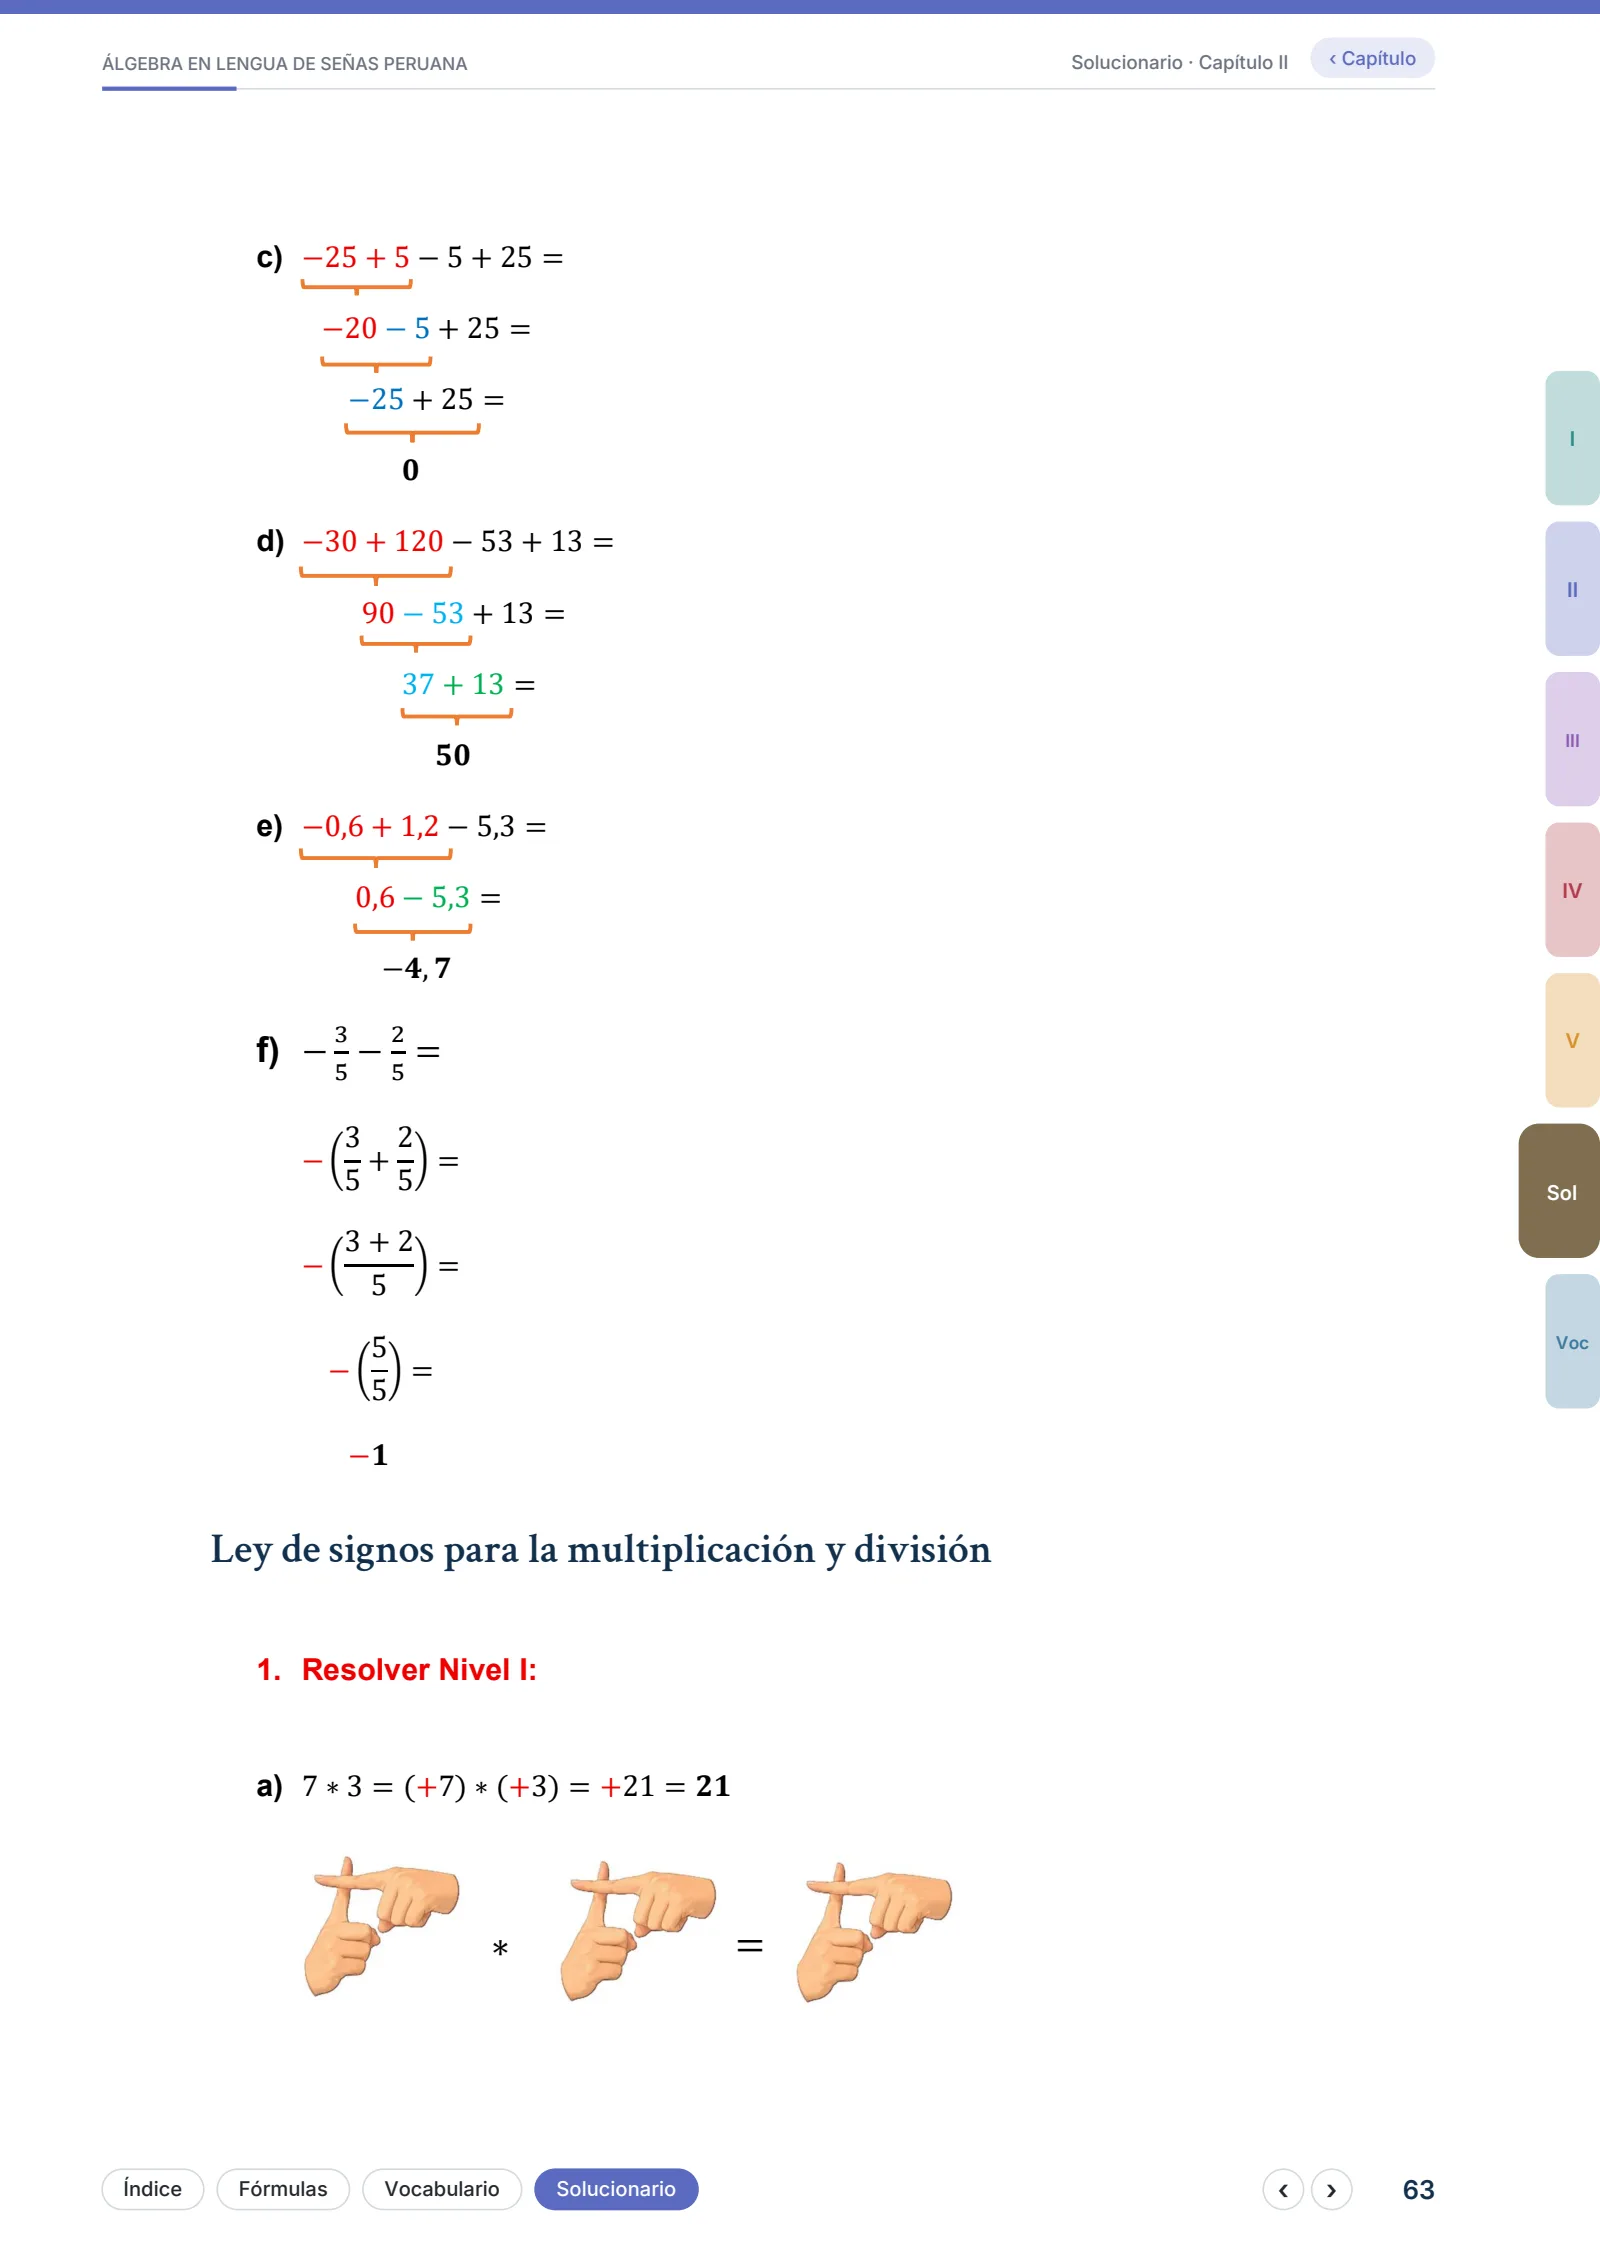 ÁLGEBRA EN LENGUA DE SEÑAS PERUANA
Solucionario · Capítulo II
‹ Capítulo
c) −25 + 5 − 5 + 25 =
−20 − 5 + 25 =
−25 + 25 =
0
d) −30 + 120 − 53 + 13 =
90 − 53 + 13 =
37 + 13 =
50
e) −0,6 + 1,2 − 5,3 =
0,6 − 5,3 =
−4, 7
f) − 3/5 − 2/5 =
− (3/5 + 2/5) =
− ((3 + 2)/5) =
− (5/5) =
−1
Ley de signos para la multiplicación y división
1. Resolver Nivel I:
a) 7 ∗ 3 = (+7) ∗ (+3) = +21 = 21
∗ =
I
II
III
IV
V
Sol
Voc
Índice
Fórmulas
Vocabulario
Solucionario
‹ ›
63